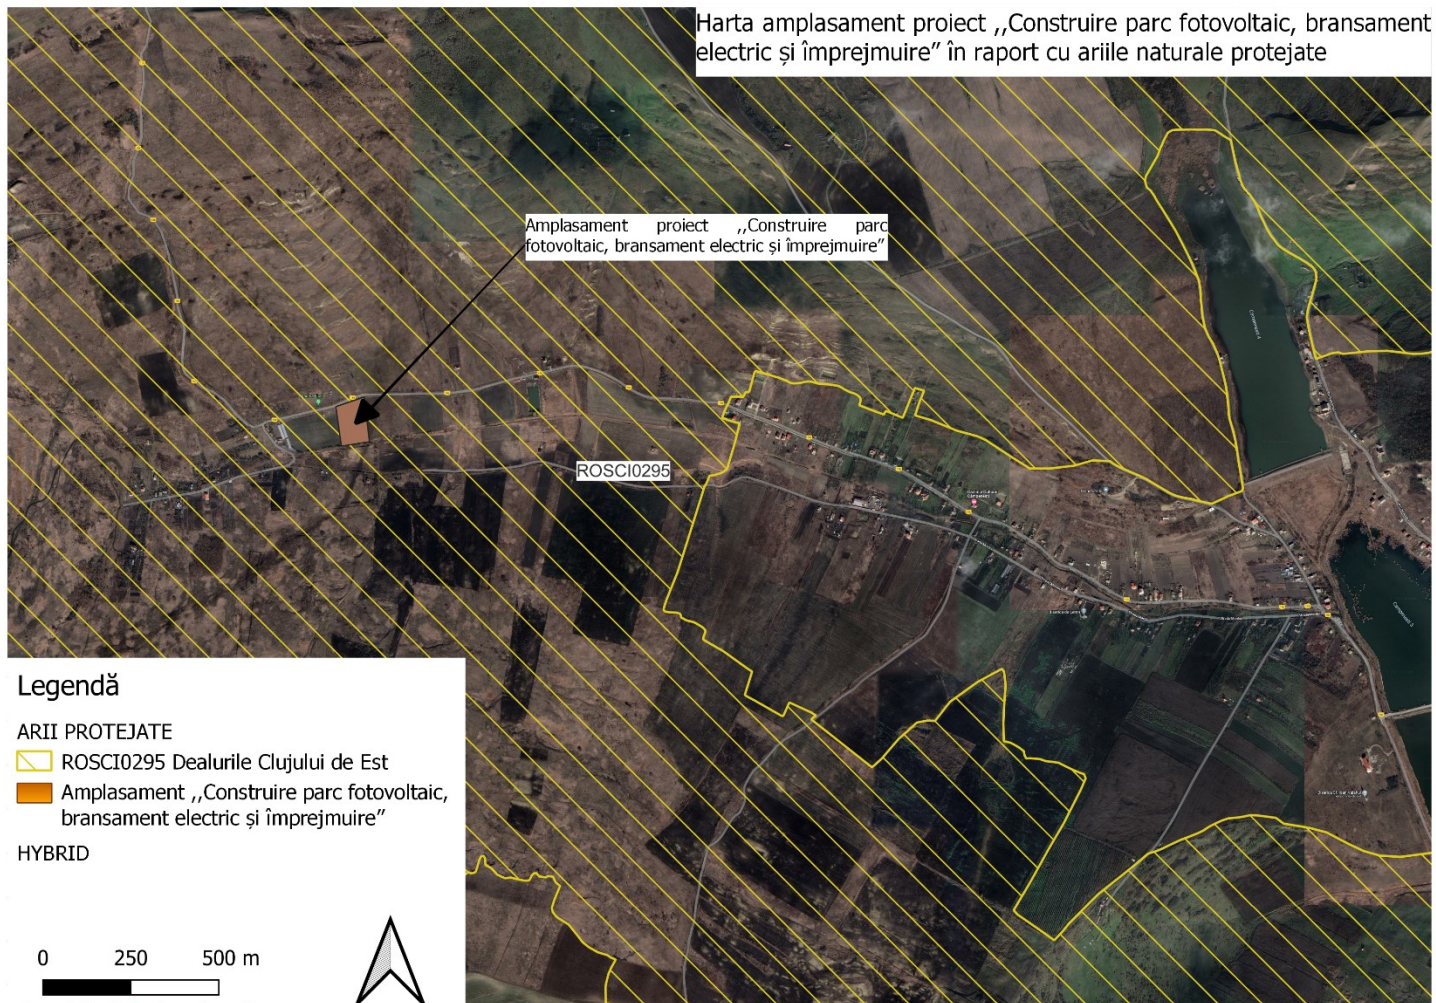 Harta amplasament proiect ,,Construire parc fotovoltaic, bransament
electric și împrejmuire” în raport cu ariile naturale protejate
Amplasament proiect ,,Construire parc
fotovoltaic, bransament electric și împrejmuire”
ROSCI0295
Legendă
ARII PROTEJATE
ROSCI0295 Dealurile Clujului de Est
Amplasament ,,Construire parc fotovoltaic,
bransament electric și împrejmuire”
HYBRID
0 250 500 m